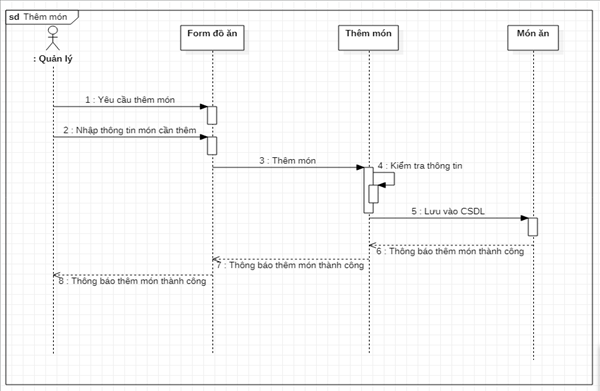 sd Thêm món
: Quản lý
Form đồ ăn
Thêm món
Món ăn
1 : Yêu cầu thêm món
2 : Nhập thông tin món cần thêm
3 : Thêm món
4 : Kiểm tra thông tin
5 : Lưu vào CSDL
6 : Thông báo thêm món thành công
7 : Thông báo thêm món thành công
8 : Thông báo thêm món thành công